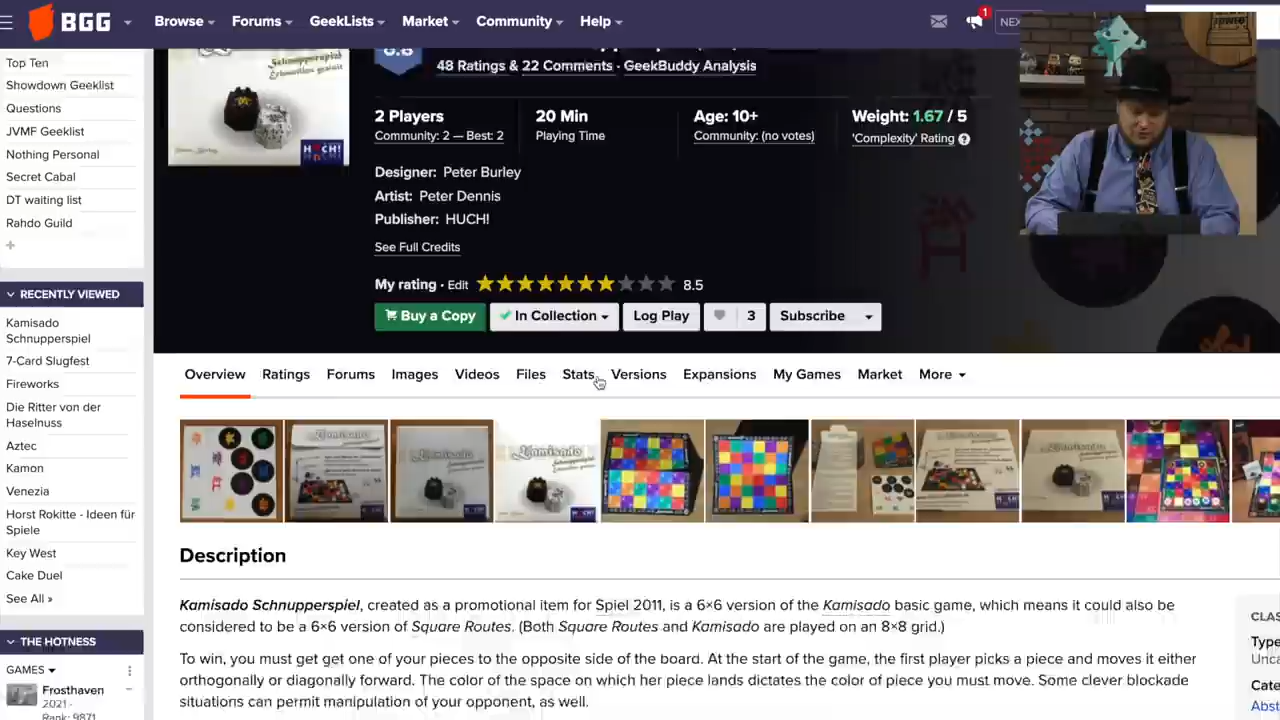 BGG
Browse
Forums
GeekLists
Market
Community
Help
1
Top Ten
Showdown Geeklist
Questions
JVMF Geeklist
Nothing Personal
Secret Cabal
DT waiting list
Rahdo Guild
+
RECENTLY VIEWED
Kamisado
Schnupperspiel
7-Card Slugfest
Fireworks
Die Ritter von der
Haselnuss
Aztec
Kamon
Venezia
Horst Rokitte - Ideen für
Spiele
Key West
Cake Duel
See All »
THE HOTNESS
GAMES
Frosthaven
2021 -
Rank: 9871
Schnupperspiel
HUCH!
48 Ratings & 22 Comments · GeekBuddy Analysis
2 Players
Community: 2 — Best: 2
20 Min
Playing Time
Age: 10+
Community: (no votes)
Weight: 1.67 / 5
'Complexity' Rating ?
Designer: Peter Burley
Artist: Peter Dennis
Publisher: HUCH!
See Full Credits
My rating · Edit
8.5
Buy a Copy
In Collection
Log Play
3
Subscribe
Overview
Ratings
Forums
Images
Videos
Files
Stats
Versions
Expansions
My Games
Market
More
Kamisado
Description
Kamisado Schnupperspiel, created as a promotional item for Spiel 2011, is a 6×6 version of the Kamisado basic game, which means it could also be
considered to be a 6×6 version of Square Routes. (Both Square Routes and Kamisado are played on an 8×8 grid.)
To win, you must get get one of your pieces to the opposite side of the board. At the start of the game, the first player picks a piece and moves it either
orthogonally or diagonally forward. The color of the space on which her piece lands dictates the color of piece you must move. Some clever blockade
situations can permit manipulation of your opponent, as well.